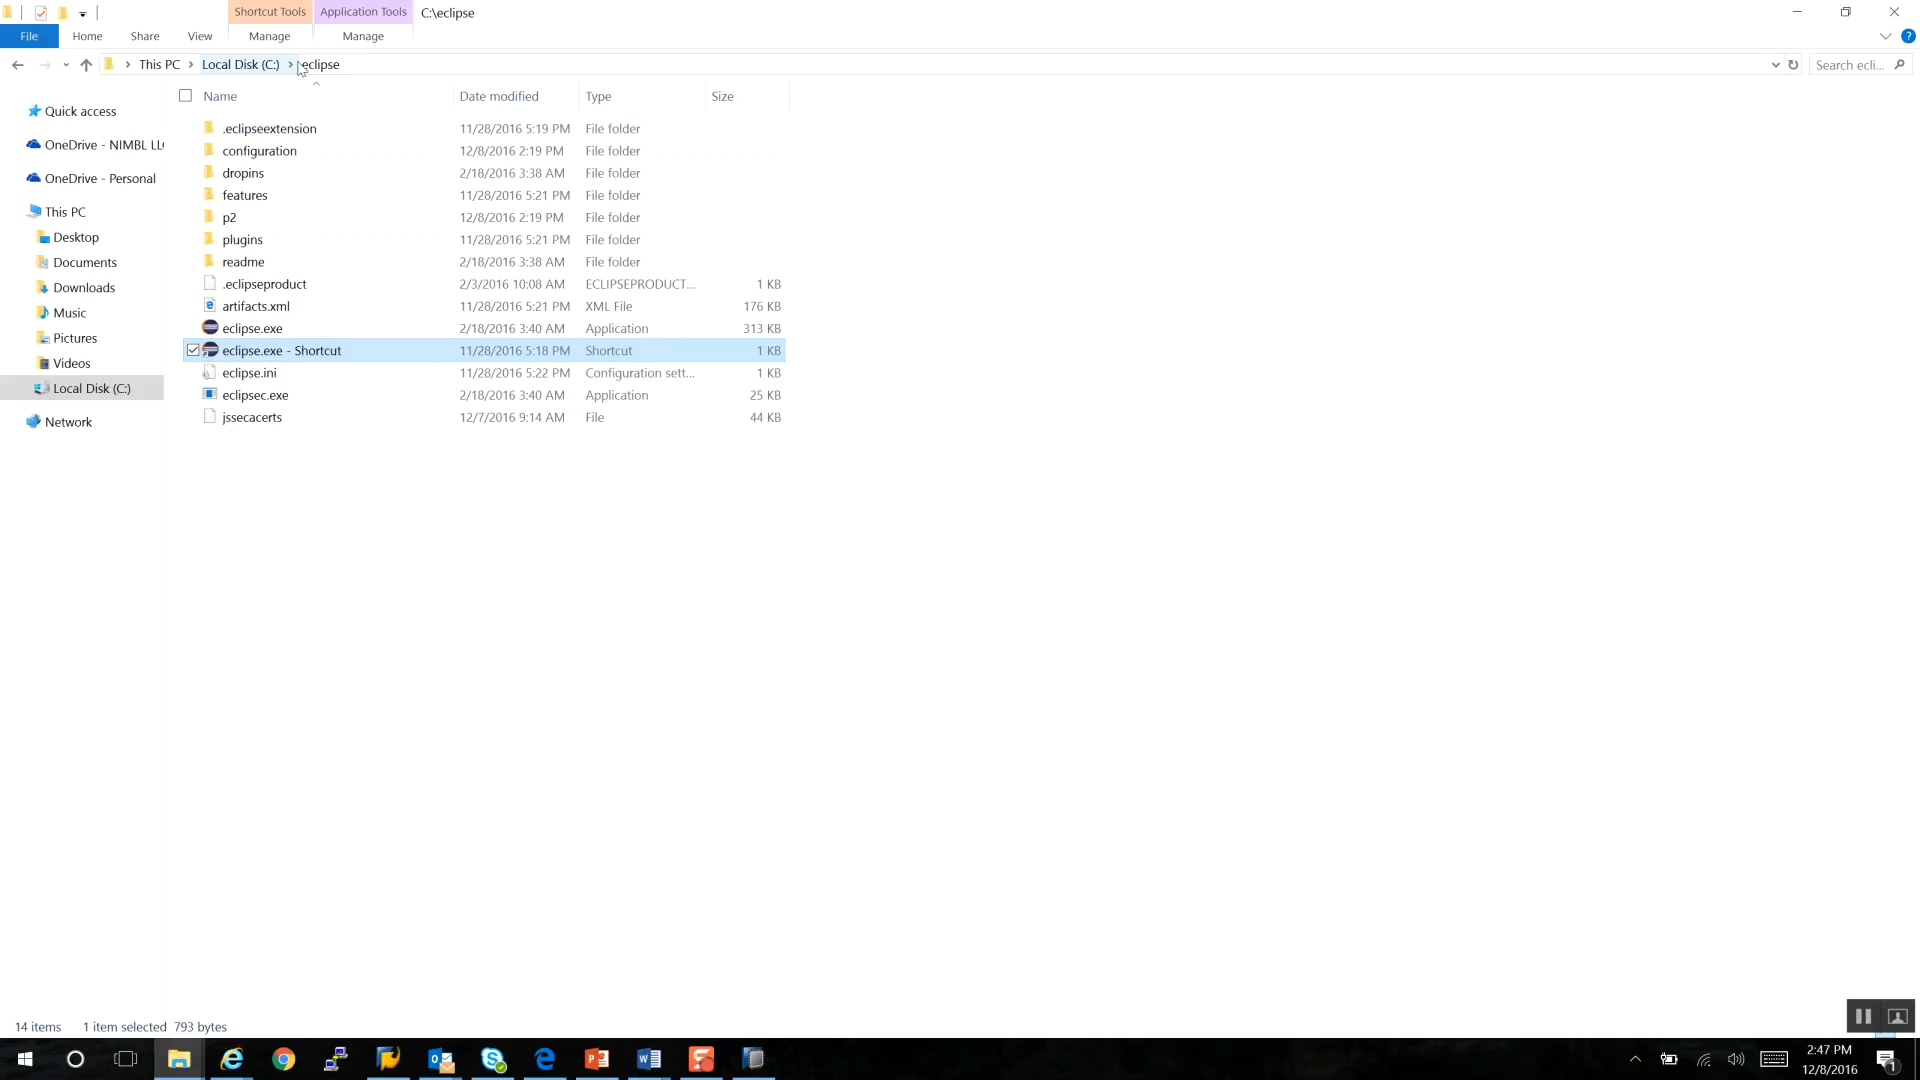 Shortcut Tools Application Tools C:\eclipse
File Home Share View Manage Manage
This PC Local Disk (C:) eclipse Search ecli...
Name Date modified Type Size
Quick access
OneDrive - NIMBL LL
OneDrive - Personal
This PC
Desktop
Documents
Downloads
Music
Pictures
Videos
Local Disk (C:)
Network
.eclipseextension 11/28/2016 5:19 PM File folder
configuration 12/8/2016 2:19 PM File folder
dropins 2/18/2016 3:38 AM File folder
features 11/28/2016 5:21 PM File folder
p2 12/8/2016 2:19 PM File folder
plugins 11/28/2016 5:21 PM File folder
readme 2/18/2016 3:38 AM File folder
.eclipseproduct 2/3/2016 10:08 AM ECLIPSEPRODUCT... 1 KB
artifacts.xml 11/28/2016 5:21 PM XML File 176 KB
eclipse.exe 2/18/2016 3:40 AM Application 313 KB
eclipse.exe - Shortcut 11/28/2016 5:18 PM Shortcut 1 KB
eclipse.ini 11/28/2016 5:22 PM Configuration sett... 1 KB
eclipsec.exe 2/18/2016 3:40 AM Application 25 KB
jssecacerts 12/7/2016 9:14 AM File 44 KB
14 items 1 item selected 793 bytes
2:47 PM
12/8/2016